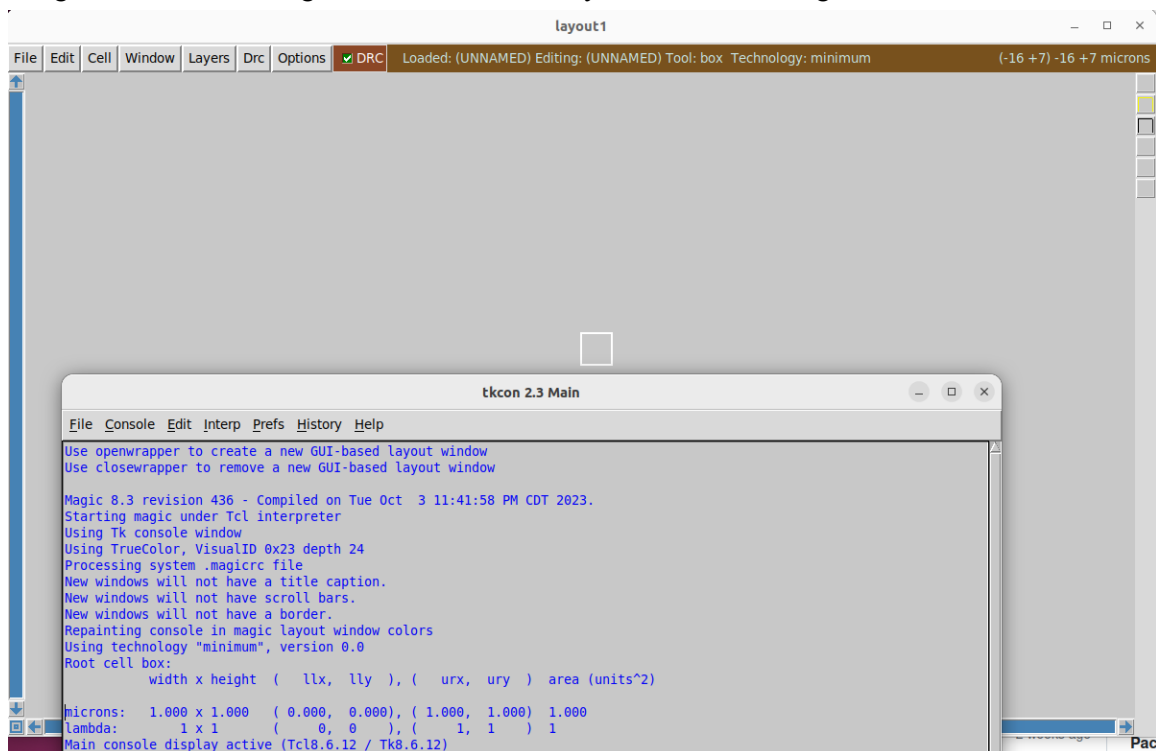 layout1
File Edit Cell Window Layers Drc Options DRC Loaded: (UNNAMED) Editing: (UNNAMED) Tool: box Technology: minimum (-16 +7) -16 +7 microns
tkcon 2.3 Main
File Console Edit Interp Prefs History Help
Use openwrapper to create a new GUI-based layout window
Use closewrapper to remove a new GUI-based layout window
Magic 8.3 revision 436 - Compiled on Tue Oct 3 11:41:58 PM CDT 2023.
Starting magic under Tcl interpreter
Using Tk console window
Using TrueColor, VisualID 0x23 depth 24
Processing system .magicrc file
New windows will not have a title caption.
New windows will not have scroll bars.
New windows will not have a border.
Repainting console in magic layout window colors
Using technology "minimum", version 0.0
Root cell box:
width x height ( llx, lly ), ( urx, ury ) area (units^2)
microns: 1.000 x 1.000 ( 0.000, 0.000), ( 1.000, 1.000) 1.000
lambda: 1 x 1 ( 0, 0 ), ( 1, 1 ) 1
Main console display active (Tcl8.6.12 / Tk8.6.12)
Pac